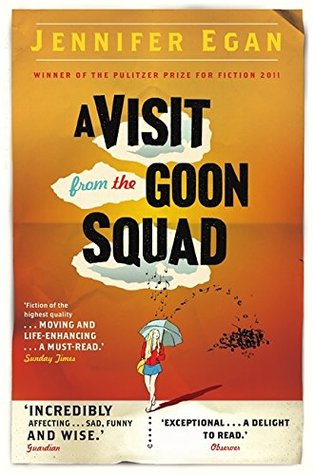 JENNIFER EGAN
WINNER OF THE PULITZER PRIZE FOR FICTION 2011
A VISIT
from the GOON
SQUAD
'Fiction of the
highest quality
...MOVING AND
LIFE-ENHANCING
...A MUST-READ.'
Sunday Times
'INCREDIBLY
AFFECTING...SAD, FUNNY
AND WISE.'
Guardian
'EXCEPTIONAL...A DELIGHT
TO READ.'
Observer